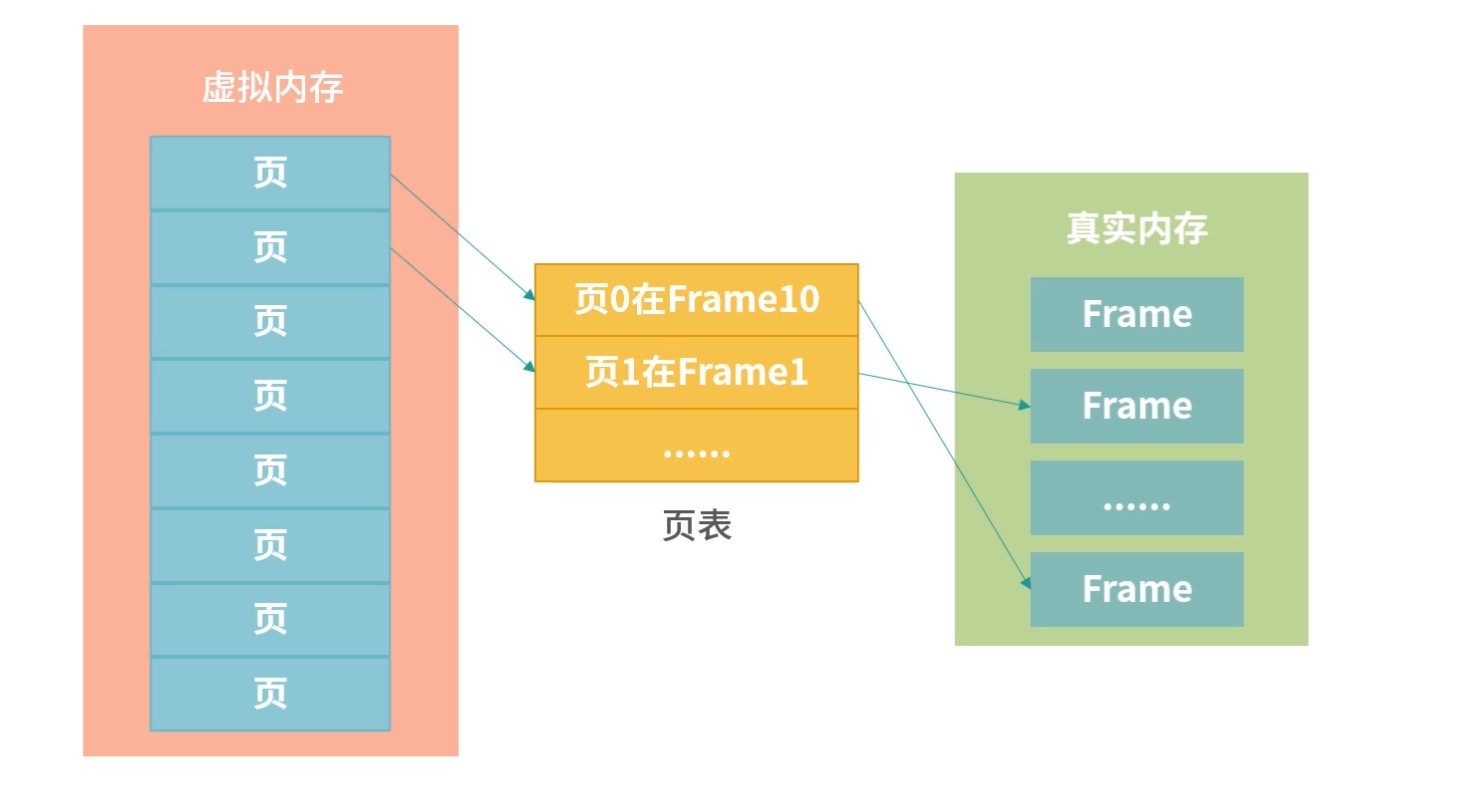 虚拟内存
页
页
页
页
页
页
页
页
页0在Frame10
页1在Frame1
......
页表
真实内存
Frame
Frame
......
Frame